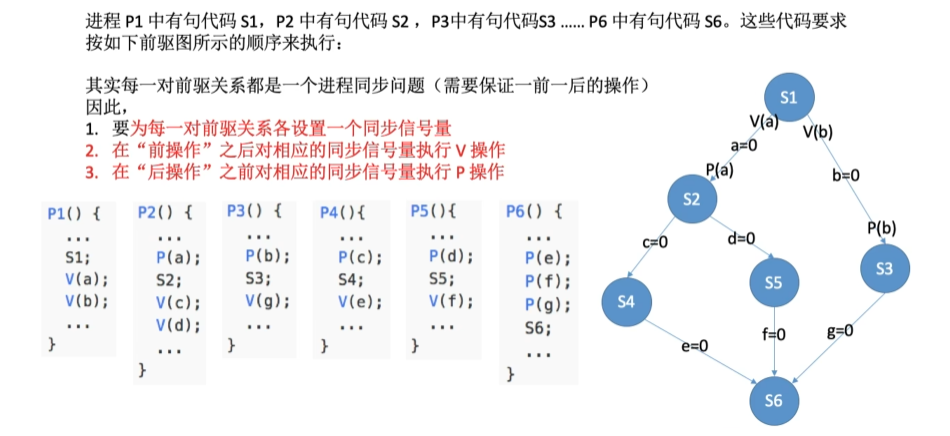 进程 P1 中有句代码 S1，P2 中有句代码 S2 ，P3中有句代码S3 …… P6 中有句代码 S6。这些代码要求
按如下前驱图所示的顺序来执行：
其实每一对前驱关系都是一个进程同步问题（需要保证一前一后的操作）
因此，
1. 要为每一对前驱关系各设置一个同步信号量
2. 在“前操作”之后对相应的同步信号量执行 V 操作
3. 在“后操作”之前对相应的同步信号量执行 P 操作
P1() {
...
S1;
V(a);
V(b);
...
}
P2() {
...
P(a);
S2;
V(c);
V(d);
...
}
P3() {
...
P(b);
S3;
V(g);
...
}
P4(){
...
P(c);
S4;
V(e);
...
}
P5(){
...
P(d);
S5;
V(f);
...
}
P6() {
...
P(e);
P(f);
P(g);
S6;
...
}
S1
V(a)
V(b)
a=0
P(a)
b=0
S2
P(b)
c=0
d=0
S3
S5
S4
f=0
g=0
e=0
S6